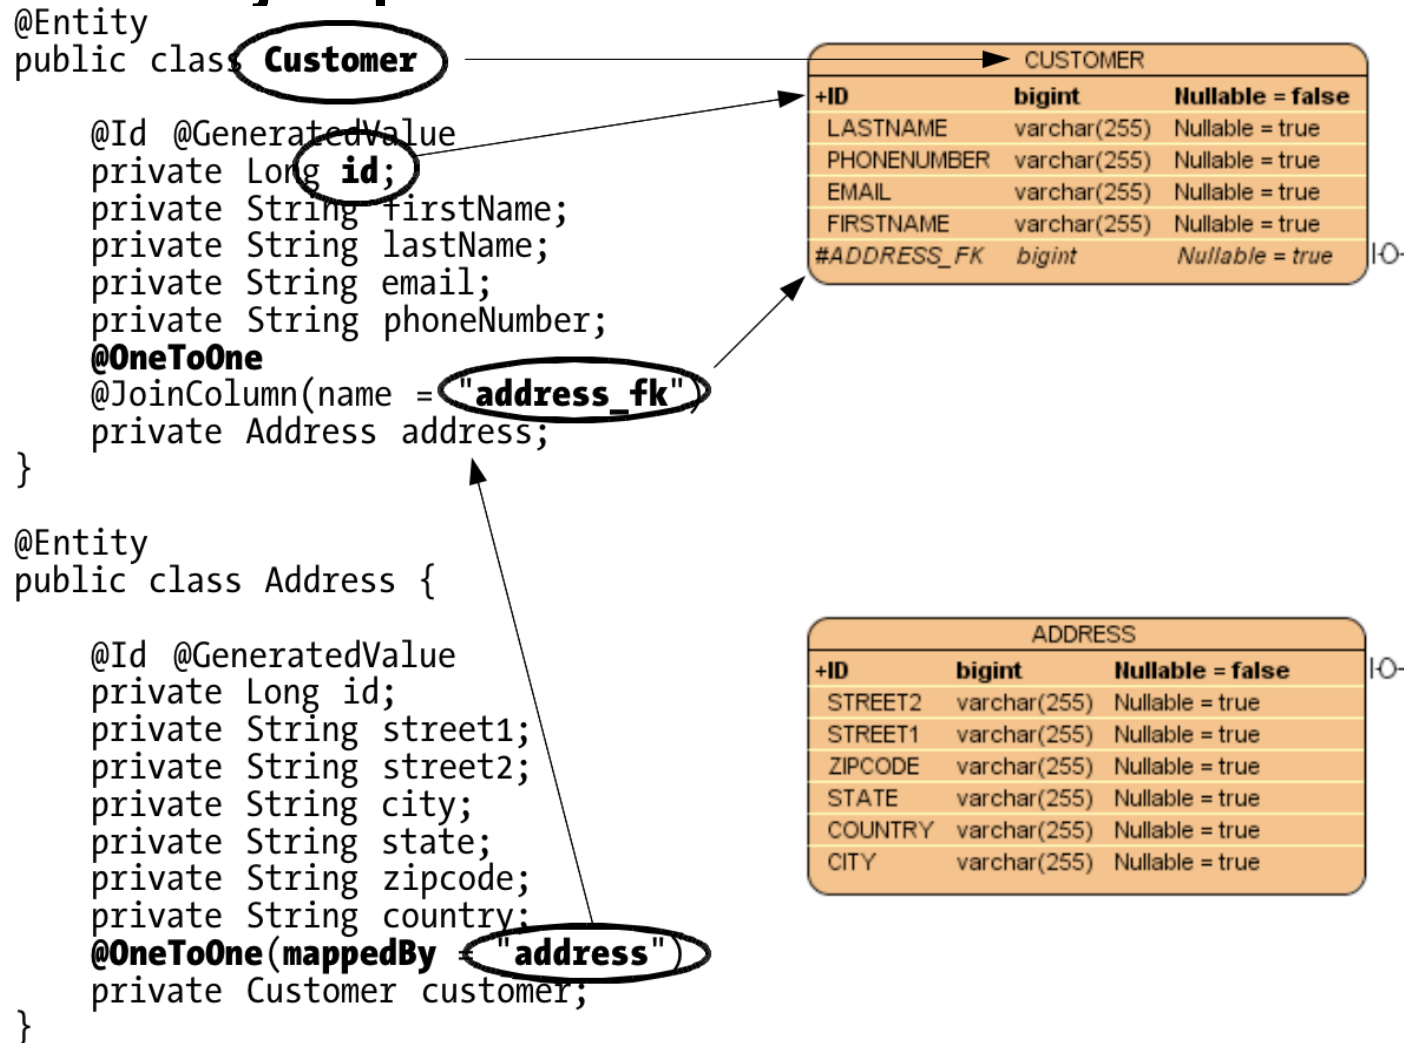 @Entity
public class Customer
@Id @GeneratedValue
private Long id;
private String firstName;
private String lastName;
private String email;
private String phoneNumber;
@OneToOne
@JoinColumn(name = "address_fk")
private Address address;
}
@Entity
public class Address {
@Id @GeneratedValue
private Long id;
private String street1;
private String street2;
private String city;
private String state;
private String zipcode;
private String country;
@OneToOne(mappedBy = "address")
private Customer customer;
}
CUSTOMER
+ID bigint Nullable = false
LASTNAME varchar(255) Nullable = true
PHONENUMBER varchar(255) Nullable = true
EMAIL varchar(255) Nullable = true
FIRSTNAME varchar(255) Nullable = true
#ADDRESS_FK bigint Nullable = true
ADDRESS
+ID bigint Nullable = false
STREET2 varchar(255) Nullable = true
STREET1 varchar(255) Nullable = true
ZIPCODE varchar(255) Nullable = true
STATE varchar(255) Nullable = true
COUNTRY varchar(255) Nullable = true
CITY varchar(255) Nullable = true